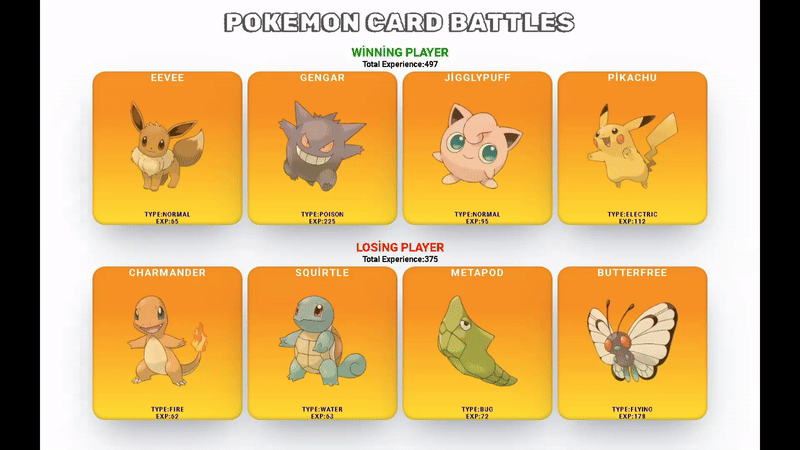 POKEMON CARD BATTLES
WİNNİNG PLAYER
Total Experience:497
EEVEE
GENGAR
JİGGLYPUFF
PİKACHU
TYPE:NORMAL
EXP:65
TYPE:POISON
EXP:225
TYPE:NORMAL
EXP:95
TYPE:ELECTRIC
EXP:112
LOSİNG PLAYER
Total Experience:375
CHARMANDER
SQUİRTLE
METAPOD
BUTTERFREE
TYPE:FIRE
EXP:62
TYPE:WATER
EXP:63
TYPE:BUG
EXP:72
TYPE:FLYING
EXP:178